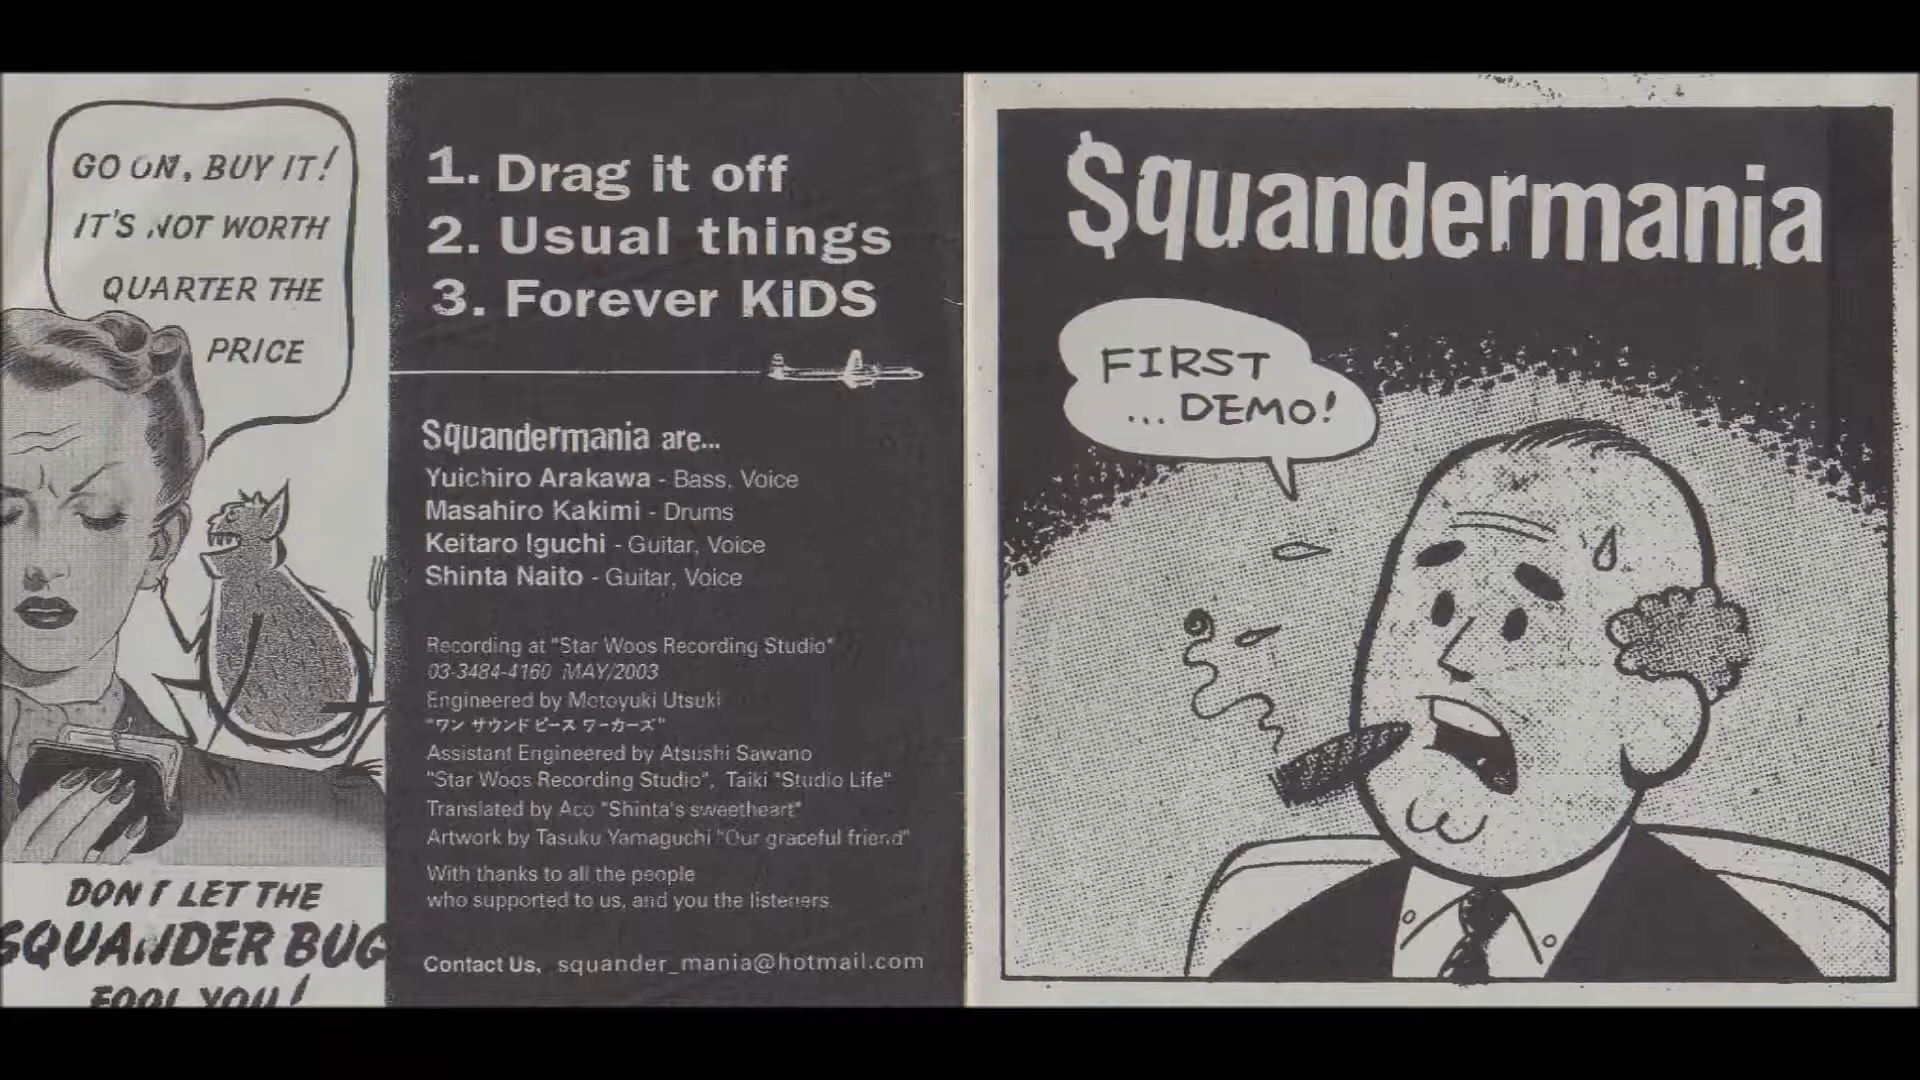 GO ON, BUY IT!
IT'S NOT WORTH
QUARTER THE
PRICE
DON'T LET THE
SQUANDER BUG
FOOL YOU!
1. Drag it off
2. Usual things
3. Forever KiDS
Squandermania are...
Yuichiro Arakawa - Bass, Voice
Masahiro Kakimi - Drums
Keitaro Iguchi - Guitar, Voice
Shinta Naito - Guitar, Voice
Recording at "Star Woos Recording Studio"
03-3484-4160 MAY/2003
Engineered by Motoyuki Utsuki
"ワン サウンド ピース ワーカーズ"
Assistant Engineered by Atsushi Sawano
"Star Woos Recording Studio", Taiki "Studio Life"
Translated by Aco "Shinta's sweetheart"
Artwork by Tasuku Yamaguchi "Our graceful friend"
With thanks to all the people
who supported to us, and you the listeners.
Contact Us, squander_mania@hotmail.com
$quandermania
FIRST
...DEMO!